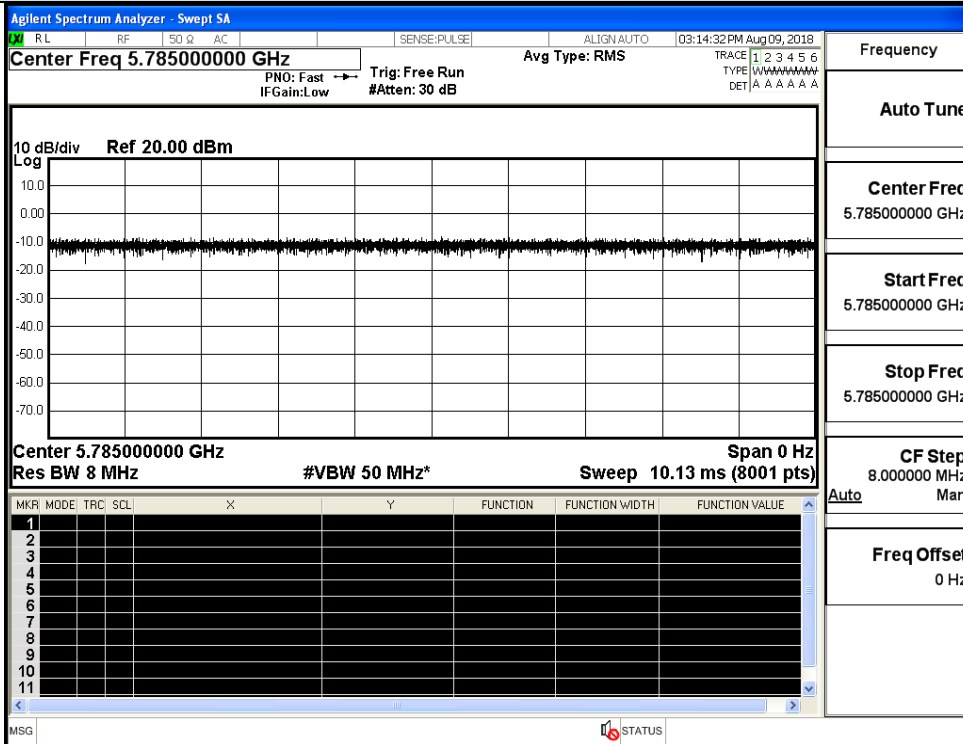 Agilent Spectrum Analyzer - Swept SA
LXI RL RF 50 Ω AC SENSE:PULSE ALIGN AUTO 03:14:32 PM Aug 09, 2018
Center Freq 5.785000000 GHz
Avg Type: RMS
TRACE 1 2 3 4 5 6
TYPE WWWWWW
DET A A A A A A
PNO: Fast
IFGain:Low
Trig: Free Run
#Atten: 30 dB
10 dB/div Ref 20.00 dBm
Log
10.0
0.00
-10.0
-20.0
-30.0
-40.0
-50.0
-60.0
-70.0
Center 5.785000000 GHz Span 0 Hz
Res BW 8 MHz #VBW 50 MHz* Sweep 10.13 ms (8001 pts)
MKR MODE TRC SCL X Y FUNCTION FUNCTION WIDTH FUNCTION VALUE
1
2
3
4
5
6
7
8
9
10
11
MSG STATUS
Frequency
Auto Tune
Center Freq
5.785000000 GHz
Start Freq
5.785000000 GHz
Stop Freq
5.785000000 GHz
CF Step
8.000000 MHz
Auto Man
Freq Offset
0 Hz